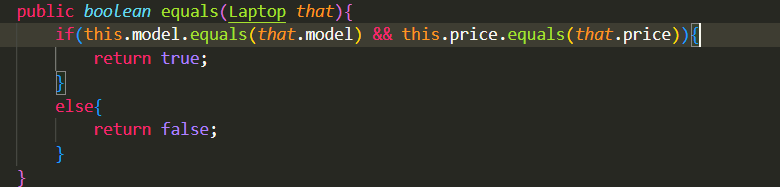 public boolean equals(Laptop that){
if(this.model.equals(that.model) && this.price.equals(that.price)){
return true;
}
else{
return false;
}
}